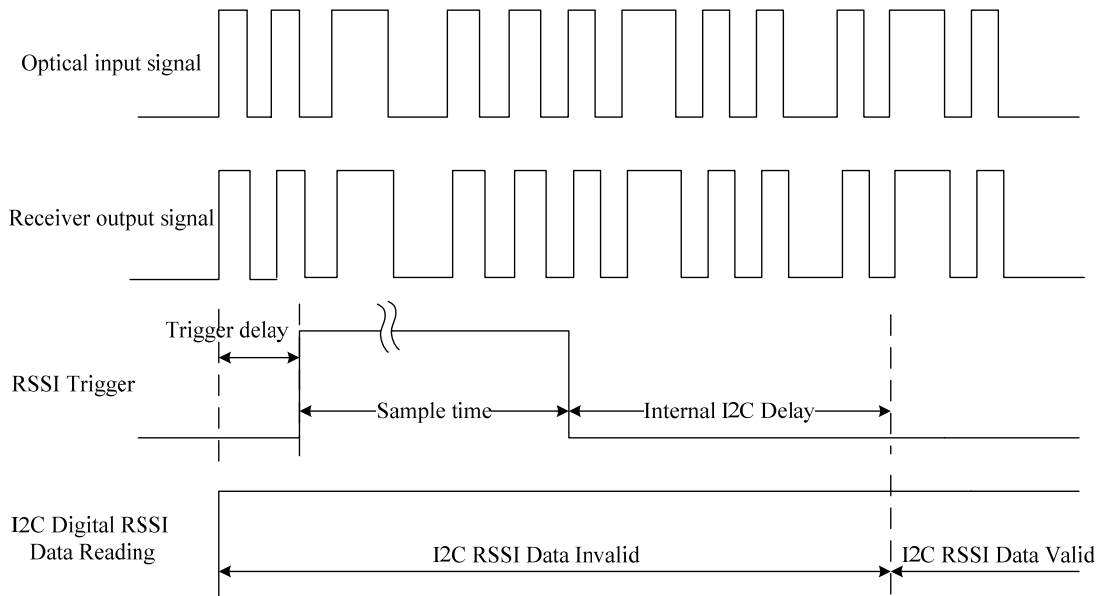 Optical input signal
Receiver output signal
Trigger delay
RSSI Trigger
Sample time
Internal I2C Delay
I2C Digital RSSI
Data Reading
I2C RSSI Data Invalid
I2C RSSI Data Valid